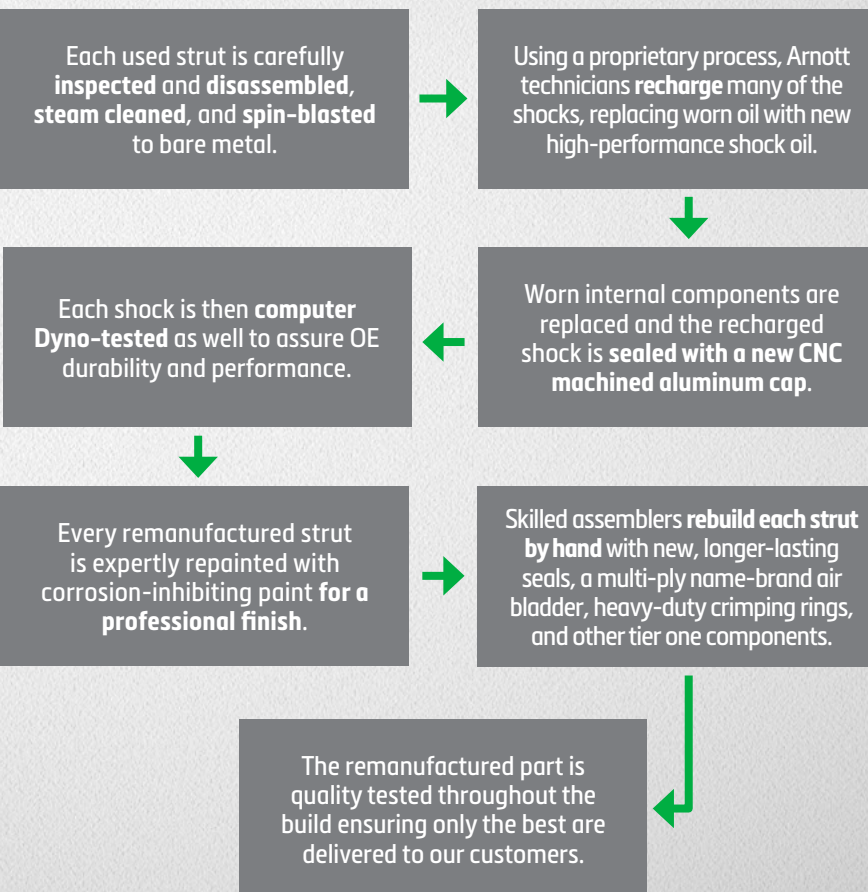 Each used strut is carefully
inspected and disassembled,
steam cleaned, and spin-blasted
to bare metal.
Using a proprietary process, Arnott
technicians recharge many of the
shocks, replacing worn oil with new
high-performance shock oil.
Worn internal components are
replaced and the recharged
shock is sealed with a new CNC
machined aluminum cap.
Each shock is then computer
Dyno-tested as well to assure OE
durability and performance.
Every remanufactured strut
is expertly repainted with
corrosion-inhibiting paint for a
professional finish.
Skilled assemblers rebuild each strut
by hand with new, longer-lasting
seals, a multi-ply name-brand air
bladder, heavy-duty crimping rings,
and other tier one components.
The remanufactured part is
quality tested throughout the
build ensuring only the best are
delivered to our customers.